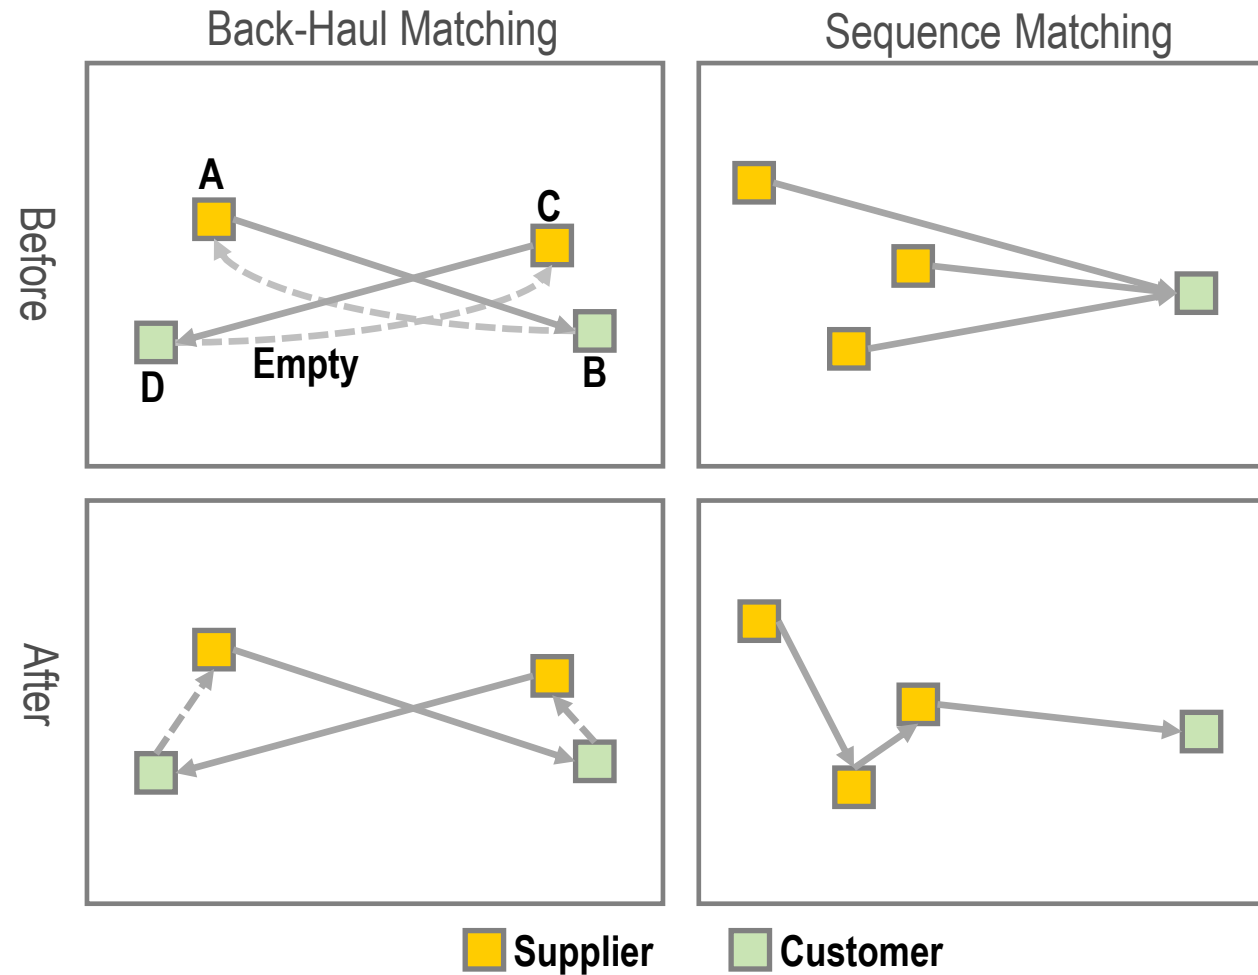 Back-Haul Matching
Sequence Matching
Before
A
C
D
Empty
B
After
Supplier
Customer